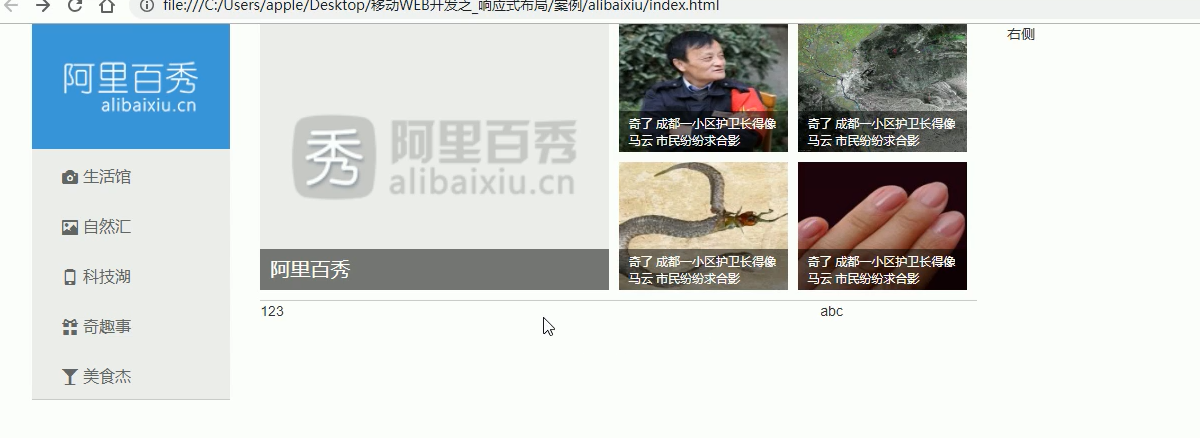 file:///C:/Users/apple/Desktop/移动WEB开发之_响应式布局/案例/alibaixiu/index.html
阿里百秀
alibaixiu.cn
生活馆
自然汇
科技湖
奇趣事
美食杰
秀
阿里百秀
alibaixiu.cn
阿里百秀
奇了 成都一小区护卫长得像
马云 市民纷纷求合影
奇了 成都一小区护卫长得像
马云 市民纷纷求合影
奇了 成都一小区护卫长得像
马云 市民纷纷求合影
奇了 成都一小区护卫长得像
马云 市民纷纷求合影
123
abc
右侧